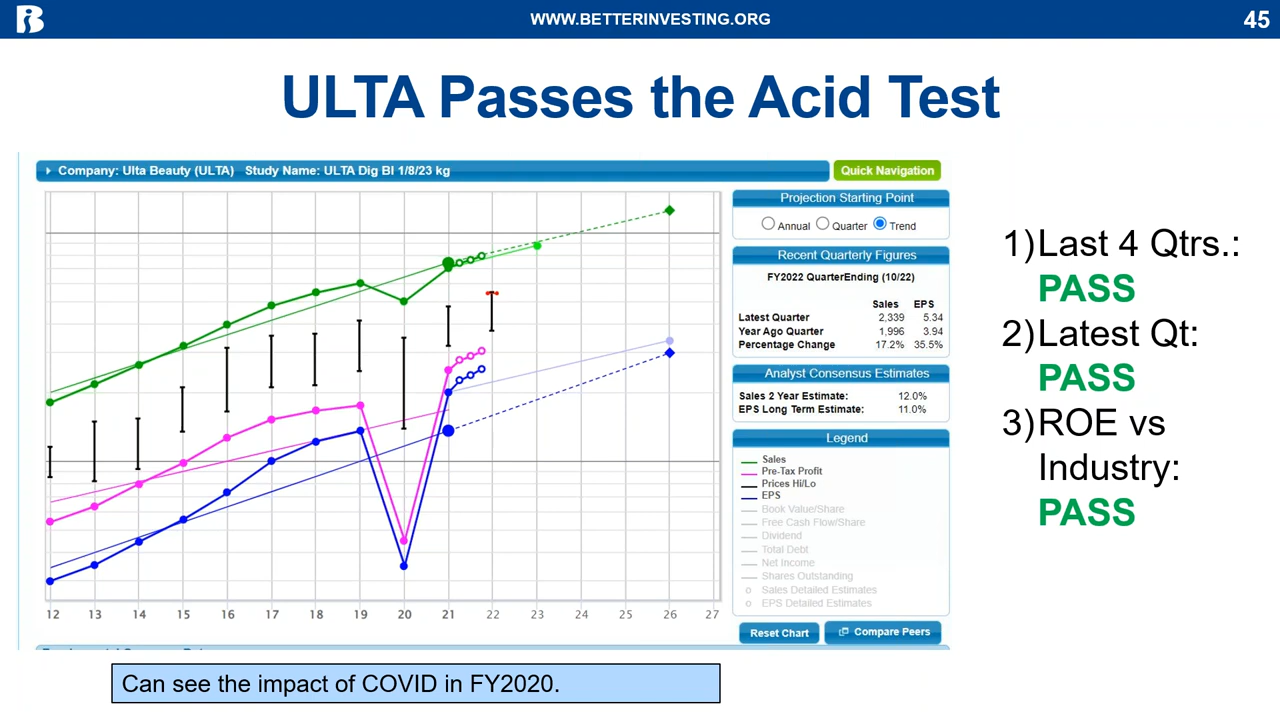 WWW.BETTERINVESTING.ORG
45
ULTA Passes the Acid Test
Company: Ulta Beauty (ULTA) Study Name: ULTA Dig BI 1/8/23 kg
Quick Navigation
Projection Starting Point
Annual Quarter Trend
Recent Quarterly Figures
FY2022 QuarterEnding (10/22)
Sales EPS
Latest Quarter 2,339 5.34
Year Ago Quarter 1,996 3.94
Percentage Change 17.2% 35.5%
Analyst Consensus Estimates
Sales 2 Year Estimate: 12.0%
EPS Long Term Estimate: 11.0%
Legend
Sales
Pre-Tax Profit
Prices Hi/Lo
EPS
Book Value/Share
Free Cash Flow/Share
Dividend
Total Debt
Net Income
Shares Outstanding
Sales Detailed Estimates
EPS Detailed Estimates
12 13 14 15 16 17 18 19 20 21 22 23 24 25 26 27
Reset Chart
Compare Peers
1) Last 4 Qtrs.:
PASS
2) Latest Qt:
PASS
3) ROE vs
Industry:
PASS
Can see the impact of COVID in FY2020.